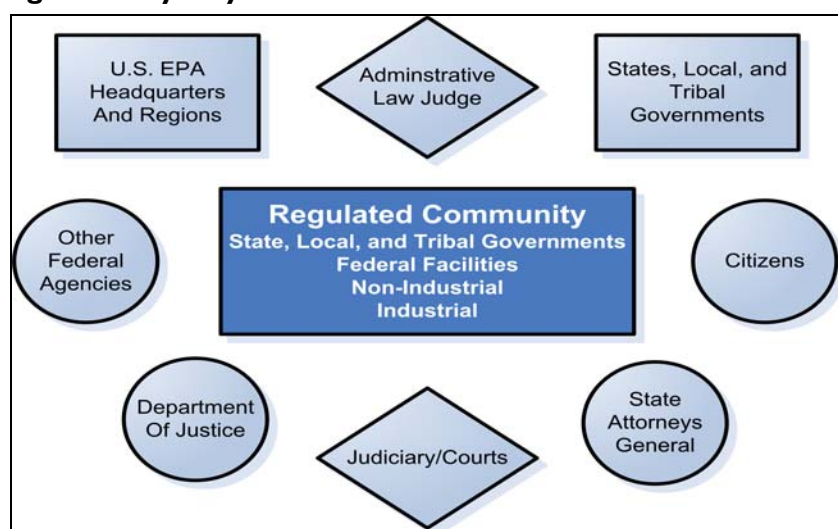 U.S. EPA
Headquarters
And Regions
Adminstrative
Law Judge
States, Local, and
Tribal
Governments
Other
Federal
Agencies
Regulated Community
State, Local, and Tribal Governments
Federal Facilities
Non-Industrial
Industrial
Citizens
Department
Of Justice
Judiciary/Courts
State
Attorneys
General